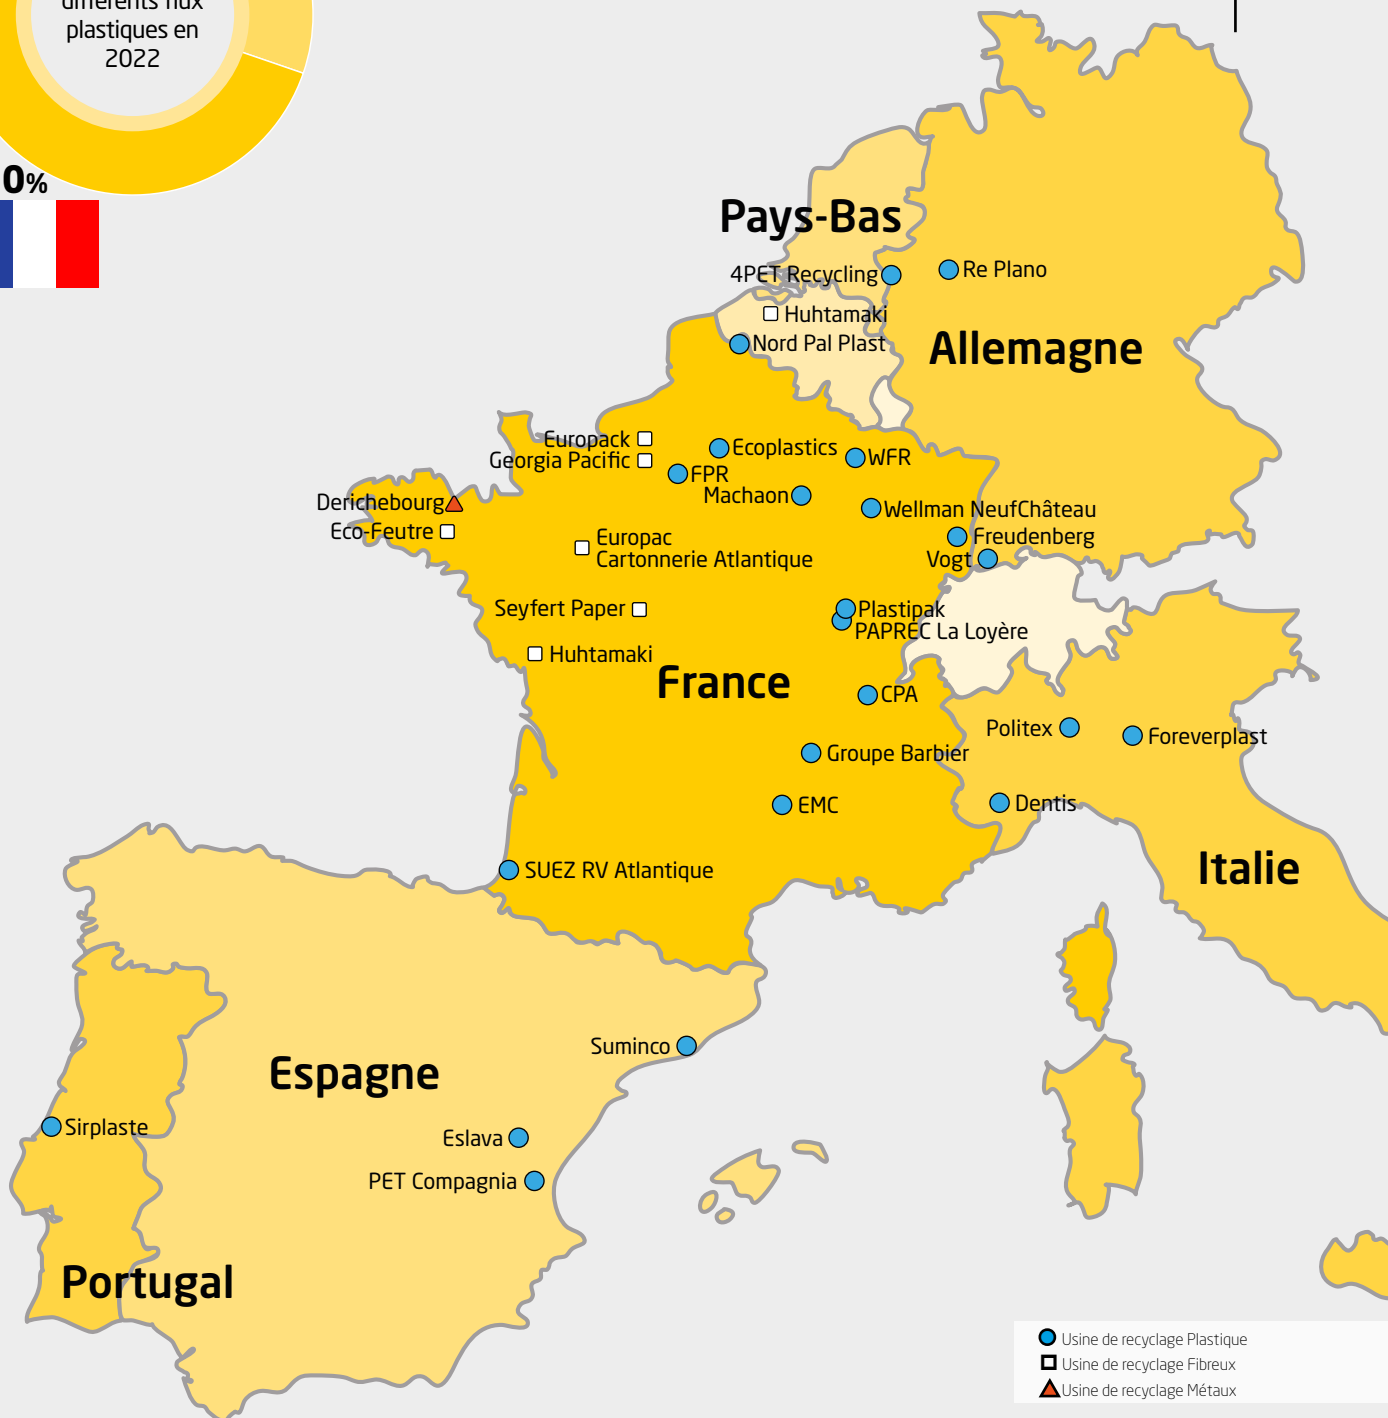 différents flux
plastiques en
2022
0%
Pays-Bas
4PET Recycling
Re Plano
Huhtamaki
Nord Pal Plast
Allemagne
Europack
Georgia Pacific
Ecoplastics
WFR
FPR
Machaon
Derichebourg
Wellman NeufChâteau
Eco-Feutre
Europac
Cartonnerie Atlantique
Freudenberg
Vogt
Seyfert Paper
Plastipak
PAPREC La Loyère
Huhtamaki
France
CPA
Politex
Foreverplast
Groupe Barbier
EMC
Dentis
SUEZ RV Atlantique
Italie
Suminco
Espagne
Sirplaste
Eslava
PET Compagnia
Portugal
Usine de recyclage Plastique
Usine de recyclage Fibreux
Usine de recyclage Métaux